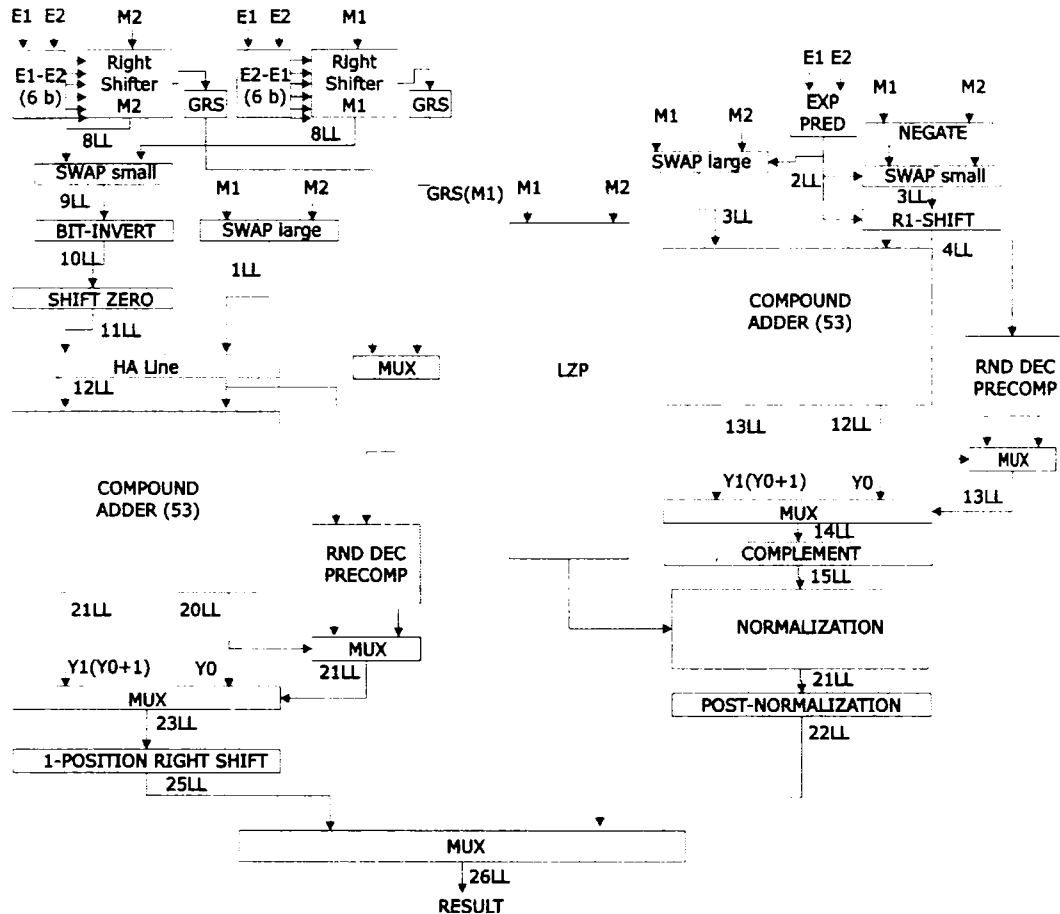 E1 E2 M2 E1 E2 M1
E1-E2
(6 b)
Right
Shifter
M2
GRS
E2-E1
(6 b)
Right
Shifter
M1
GRS
8LL
8LL
SWAP small
9LL
BIT-INVERT
10LL
SHIFT ZERO
11LL
M1 M2
SWAP large
1LL
HA Line
12LL
MUX
COMPOUND
ADDER (53)
RND DEC
PRECOMP
21LL 20LL
MUX
21LL
Y1(Y0+1) Y0
MUX
23LL
1-POSITION RIGHT SHIFT
25LL
GRS(M1)
M1 M2
LZP
E1 E2
EXP
PRED
M1 M2
NEGATE
M1 M2
SWAP large
2LL
SWAP small
3LL
R1-SHIFT
3LL
4LL
COMPOUND
ADDER (53)
RND DEC
PRECOMP
13LL 12LL
MUX
13LL
Y1(Y0+1) Y0
MUX
14LL
COMPLEMENT
15LL
NORMALIZATION
21LL
POST-NORMALIZATION
22LL
MUX
26LL
RESULT